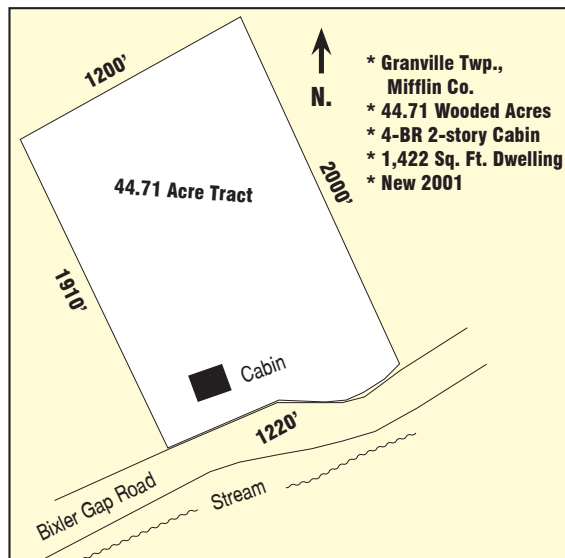 1200’
N.
* Granville Twp.,
Mifflin Co.
* 44.71 Wooded Acres
* 4-BR 2-story Cabin
* 1,422 Sq. Ft. Dwelling
* New 2001
44.71 Acre Tract
2000’
1910’
Cabin
1220’
Bixler Gap Road
Stream